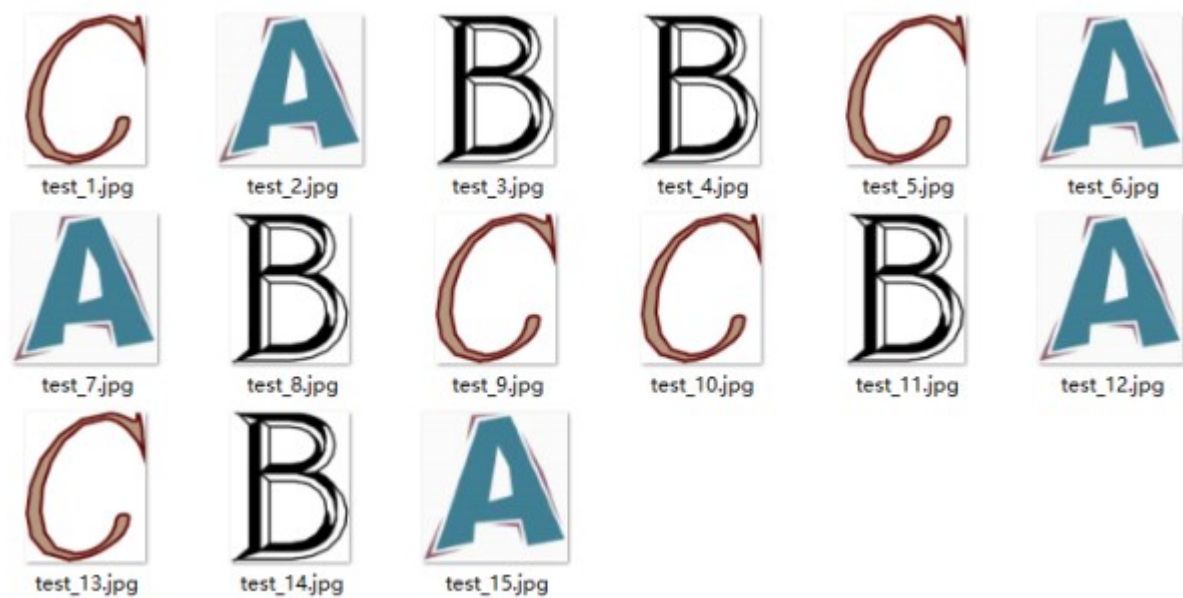 C A B B C A
test_1.jpg test_2.jpg test_3.jpg test_4.jpg test_5.jpg test_6.jpg
A B C C B A
test_7.jpg test_8.jpg test_9.jpg test_10.jpg test_11.jpg test_12.jpg
C B A
test_13.jpg test_14.jpg test_15.jpg